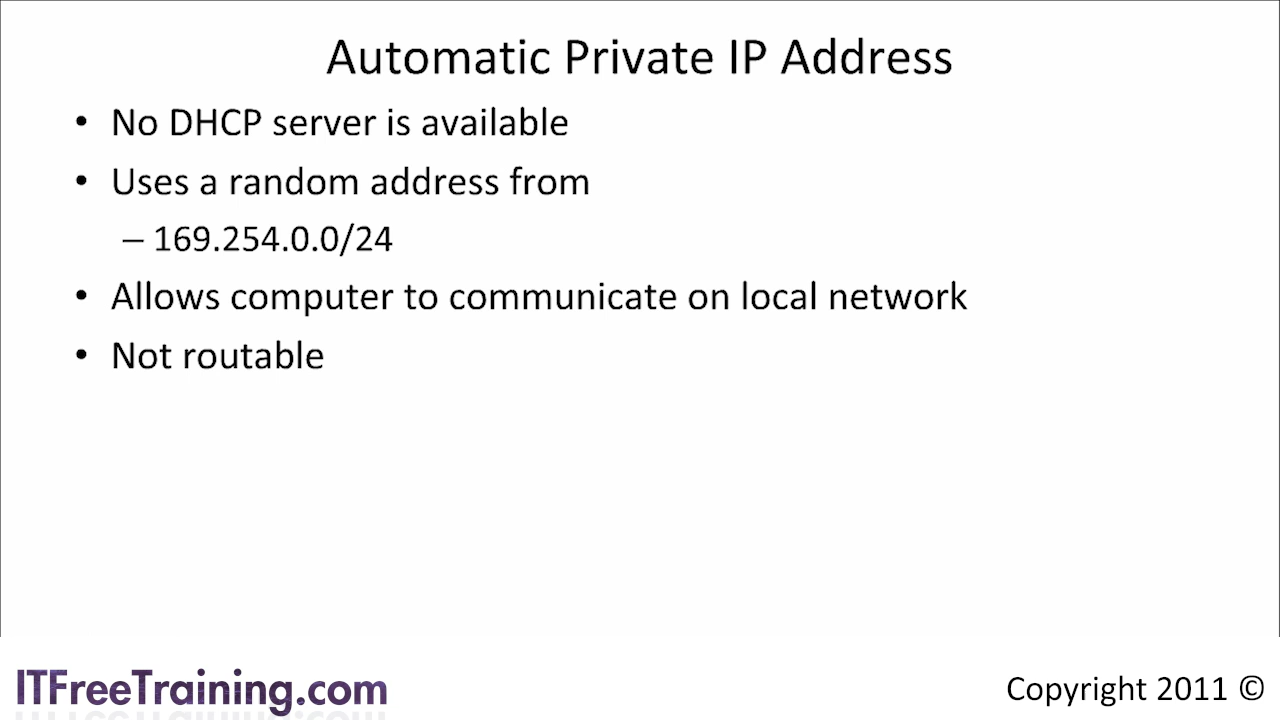 Automatic Private IP Address
• No DHCP server is available
• Uses a random address from
– 169.254.0.0/24
• Allows computer to communicate on local network
• Not routable
ITFreeTraining.com
Copyright 2011 ©